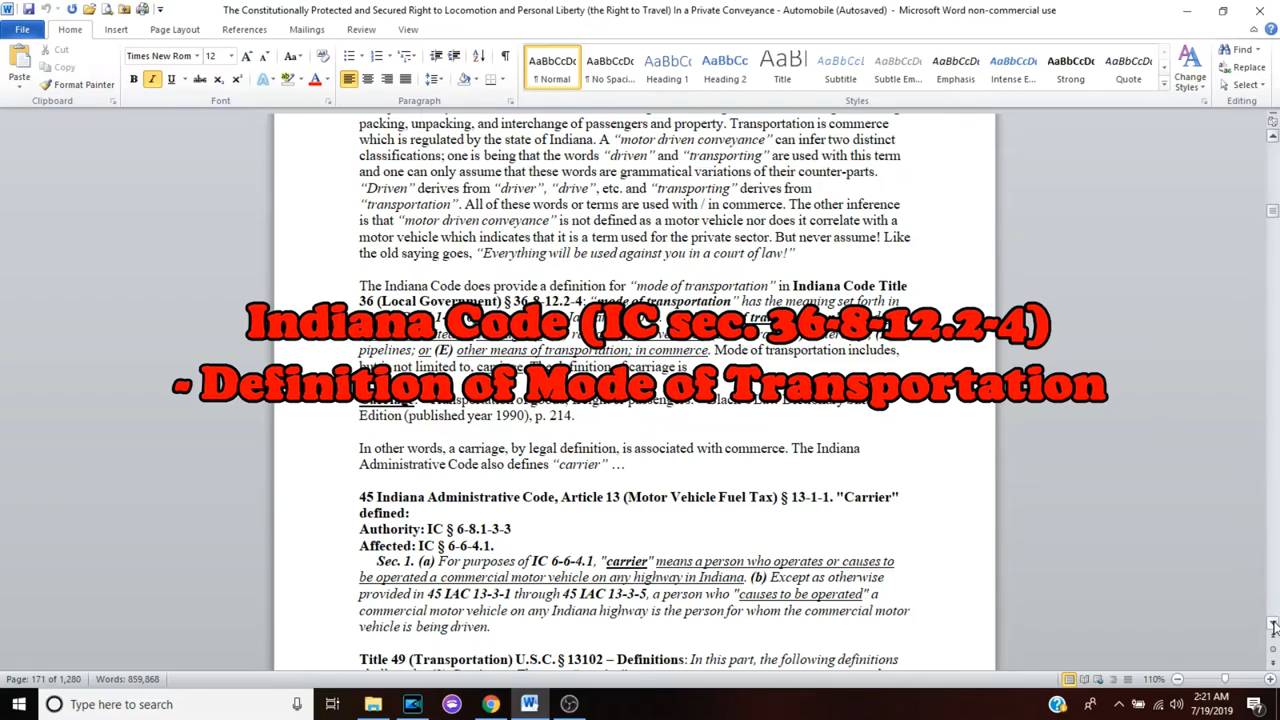 The Constitutionally Protected and Secured Right to Locomotion and Personal Liberty (the Right to Travel) In a Private Conveyance - Automobile (Autosaved) - Microsoft Word non-commercial use
File Home Insert Page Layout References Mailings Review View
Paste
Cut
Copy
Format Painter
Clipboard
Times New Rom 12
Font
Paragraph
AaBbCcDc AaBbCcDc AaBbCc AaBbCc AaBl AaBbCcL AaBbCcDt AaBbCcDt AaBbCcDt AaBbCcDc AaBbCcDt
¶ Normal ¶ No Spaci... Heading 1 Heading 2 Title Subtitle Subtle Em... Emphasis Intense E... Strong Quote
Styles
Change Styles
Find
Replace
Select
Editing
packing, unpacking, and interchange of passengers and property. Transportation is commerce
which is regulated by the state of Indiana. A “motor driven conveyance” can infer two distinct
classifications; one is being that the words “driven” and “transporting” are used with this term
and one can only assume that these words are grammatical variations of their counter-parts.
“Driven” derives from “driver”, “drive”, etc. and “transporting” derives from
“transportation”. All of these words or terms are used with / in commerce. The other inference
is that “motor driven conveyance” is not defined as a motor vehicle nor does it correlate with a
motor vehicle which indicates that it is a term used for the private sector. But never assume! Like
the old saying goes, “Everything will be used against you in a court of law!”
The Indiana Code does provide a definition for “mode of transportation” in Indiana Code Title
36 (Local Government) § 36-8-12.2-4: “mode of transportation” has the meaning set forth in
Indiana Code (IC sec. 36-8-12.2-4)
pipelines; or (E) other means of transportation; in commerce. Mode of transportation includes,
- Definition of Mode of Transportation
Edition (published year 1990), p. 214.
In other words, a carriage, by legal definition, is associated with commerce. The Indiana
Administrative Code also defines “carrier” …
45 Indiana Administrative Code, Article 13 (Motor Vehicle Fuel Tax) § 13-1-1. "Carrier"
defined:
Authority: IC § 6-8.1-3-3
Affected: IC § 6-6-4.1.
Sec. 1. (a) For purposes of IC 6-6-4.1, "carrier" means a person who operates or causes to
be operated a commercial motor vehicle on any highway in Indiana. (b) Except as otherwise
provided in 45 IAC 13-3-1 through 45 IAC 13-3-5, a person who "causes to be operated" a
commercial motor vehicle on any Indiana highway is the person for whom the commercial motor
vehicle is being driven.
Title 49 (Transportation) U.S.C. § 13102 – Definitions: In this part, the following definitions
Page: 171 of 1,280 Words: 859,868
110%
Type here to search
2:21 AM
7/19/2019